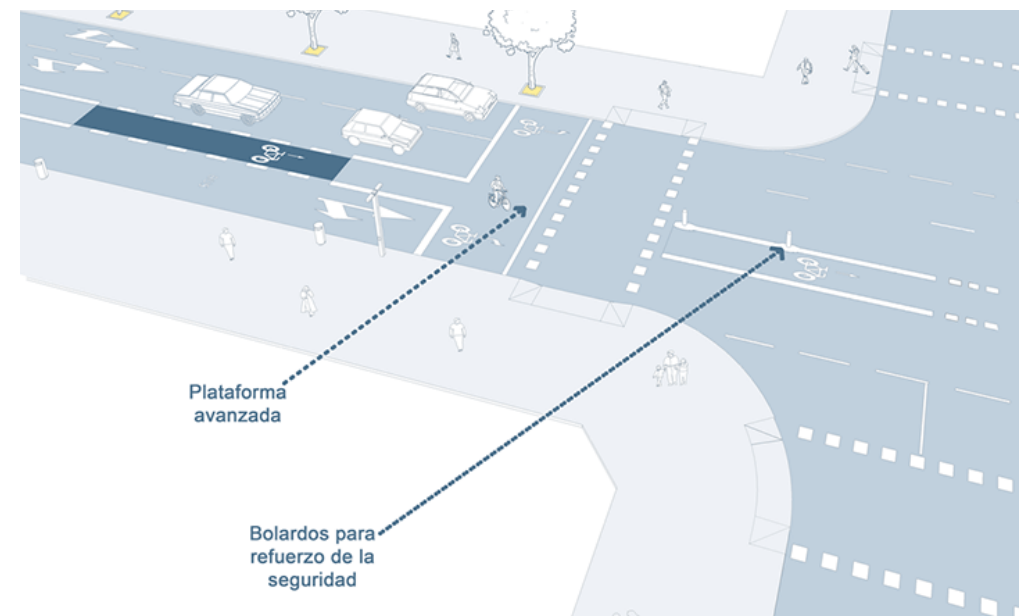 Plataforma
avanzada
Bolardos para
refuerzo de la
seguridad